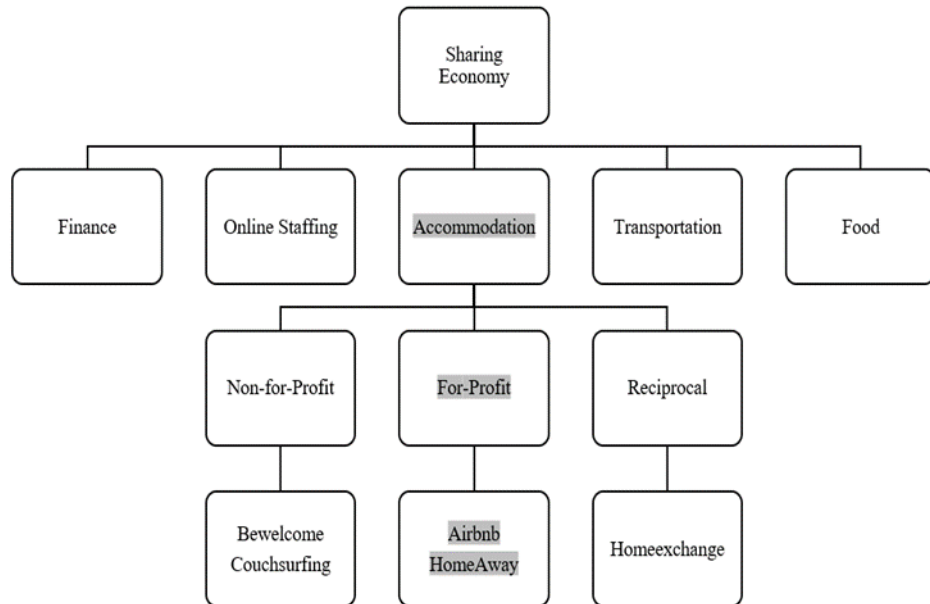 Sharing
Economy
Finance
Online Staffing
Accommodation
Transportation
Food
Non-for-Profit
For-Profit
Reciprocal
Bewelcome
Couchsurfing
Airbnb
HomeAway
Homeexchange